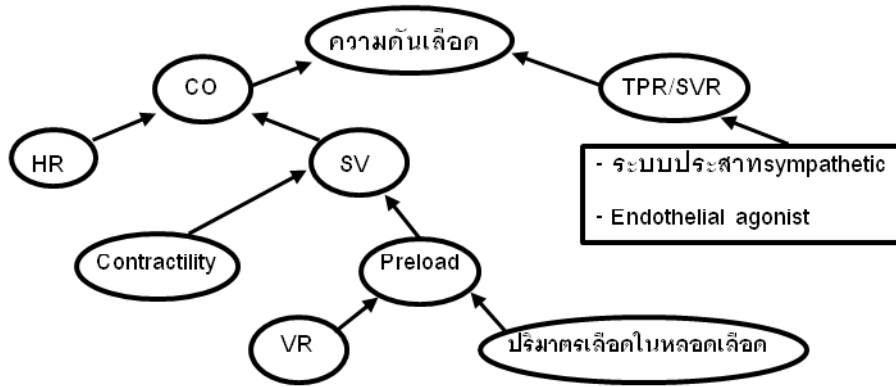 ความดันเลือด
CO
TPR/SVR
HR
SV
- ระบบประสาทsympathetic
- Endothelial agonist
Contractility
Preload
VR
ปริมาตรเลือดในหลอดเลือด